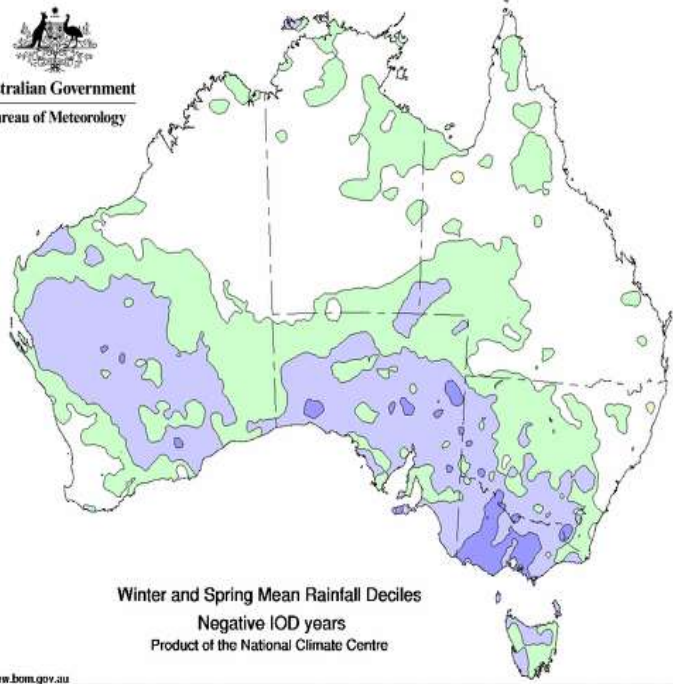 stralian Government
reau of Meteorology
Winter and Spring Mean Rainfall Deciles
Negative IOD years
Product of the National Climate Centre
w.bom.gov.au